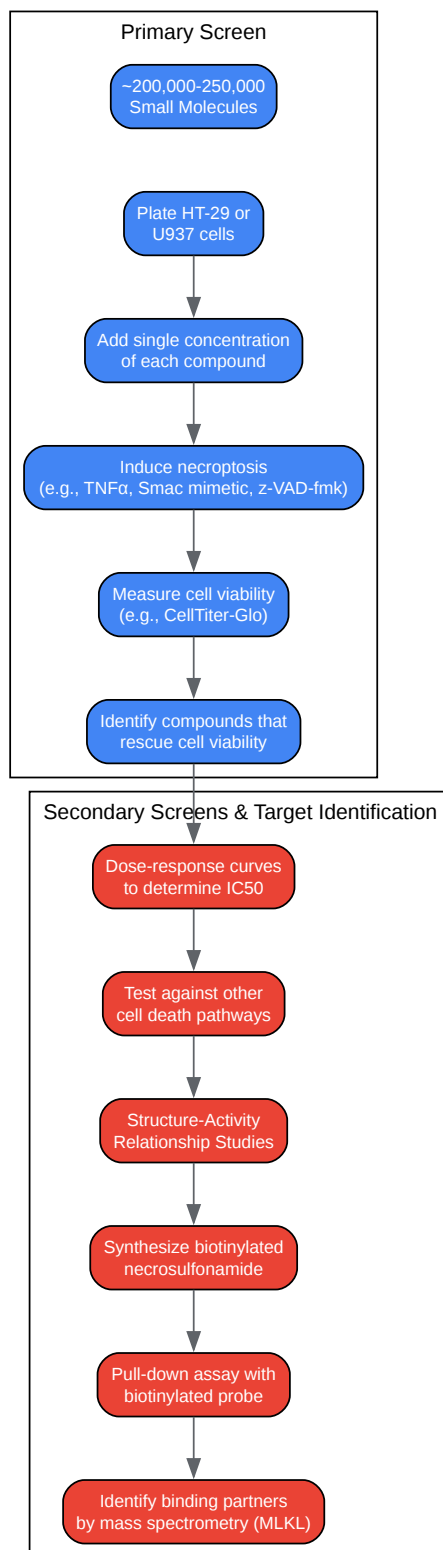 Primary Screen
~200,000-250,000
Small Molecules
Plate HT-29 or
U937 cells
Add single concentration
of each compound
Induce necroptosis
(e.g., TNFα, Smac mimetic, z-VAD-fmk)
Measure cell viability
(e.g., CellTiter-Glo)
Identify compounds that
rescue cell viability
Secondary Screens & Target Identification
Dose-response curves
to determine IC50
Test against other
cell death pathways
Structure-Activity
Relationship Studies
Synthesize biotinylated
necrosulfonamide
Pull-down assay with
biotinylated probe
Identify binding partners
by mass spectrometry (MLKL)